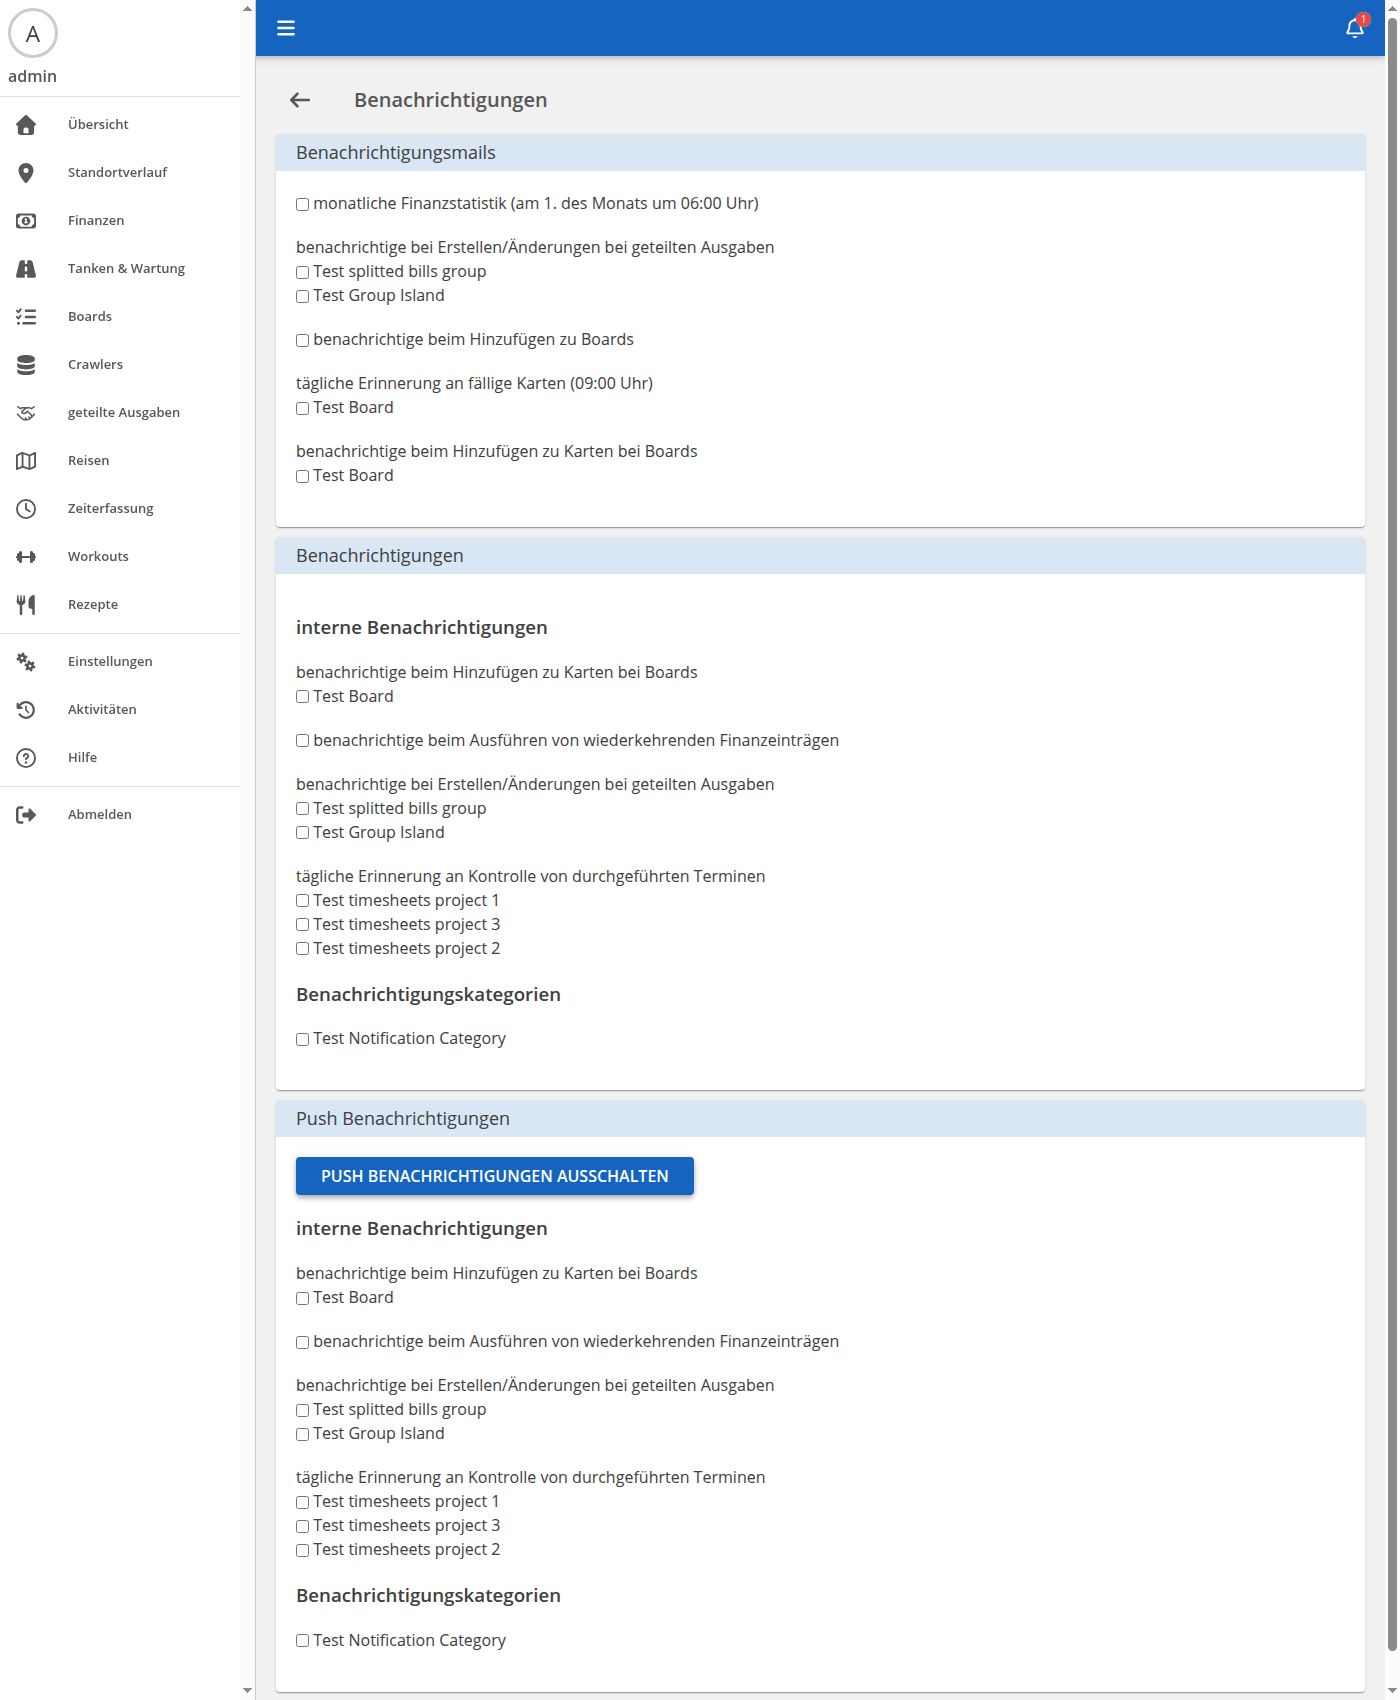 A
admin
Übersicht
Standortverlauf
Finanzen
Tanken & Wartung
Boards
Crawlers
geteilte Ausgaben
Reisen
Zeiterfassung
Workouts
Rezepte
Einstellungen
Aktivitäten
Hilfe
Abmelden
1
Benachrichtigungen
Benachrichtigungsmails
monatliche Finanzstatistik (am 1. des Monats um 06:00 Uhr)
benachrichtige bei Erstellen/Änderungen bei geteilten Ausgaben
Test splitted bills group
Test Group Island
benachrichtige beim Hinzufügen zu Boards
tägliche Erinnerung an fällige Karten (09:00 Uhr)
Test Board
benachrichtige beim Hinzufügen zu Karten bei Boards
Test Board
Benachrichtigungen
interne Benachrichtigungen
benachrichtige beim Hinzufügen zu Karten bei Boards
Test Board
benachrichtige beim Ausführen von wiederkehrenden Finanzeinträgen
benachrichtige bei Erstellen/Änderungen bei geteilten Ausgaben
Test splitted bills group
Test Group Island
tägliche Erinnerung an Kontrolle von durchgeführten Terminen
Test timesheets project 1
Test timesheets project 3
Test timesheets project 2
Benachrichtigungskategorien
Test Notification Category
Push Benachrichtigungen
PUSH BENACHRICHTIGUNGEN AUSSCHALTEN
interne Benachrichtigungen
benachrichtige beim Hinzufügen zu Karten bei Boards
Test Board
benachrichtige beim Ausführen von wiederkehrenden Finanzeinträgen
benachrichtige bei Erstellen/Änderungen bei geteilten Ausgaben
Test splitted bills group
Test Group Island
tägliche Erinnerung an Kontrolle von durchgeführten Terminen
Test timesheets project 1
Test timesheets project 3
Test timesheets project 2
Benachrichtigungskategorien
Test Notification Category